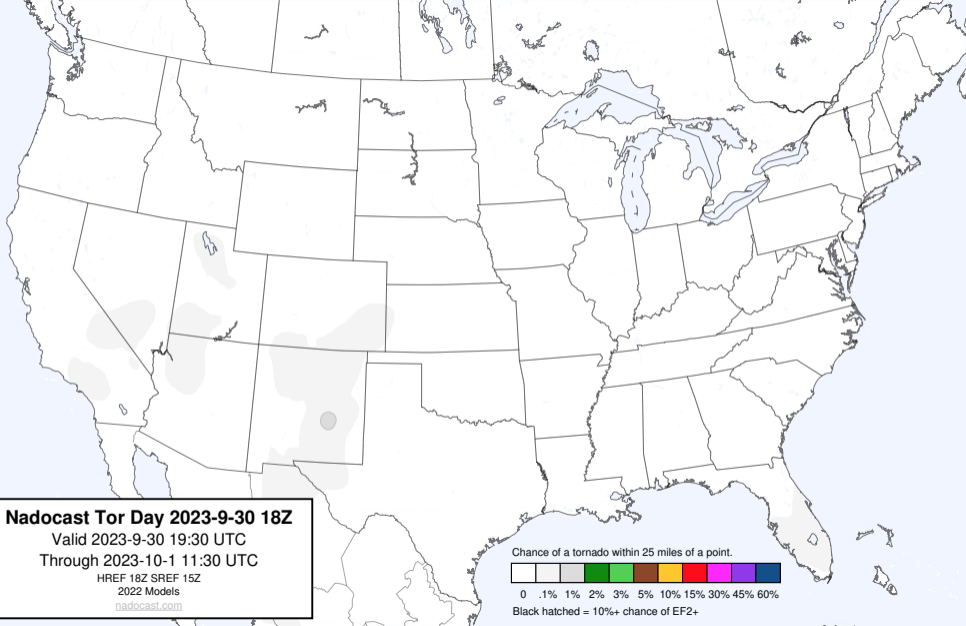 Nadocast Tor Day 2023-9-30 18Z
Valid 2023-9-30 19:30 UTC
Through 2023-10-1 11:30 UTC
HREF 18Z SREF 15Z
2022 Models
nadocast.com
Chance of a tornado within 25 miles of a point.
0 .1% 1% 2% 3% 5% 10% 15% 30% 45% 60%
Black hatched = 10%+ chance of EF2+